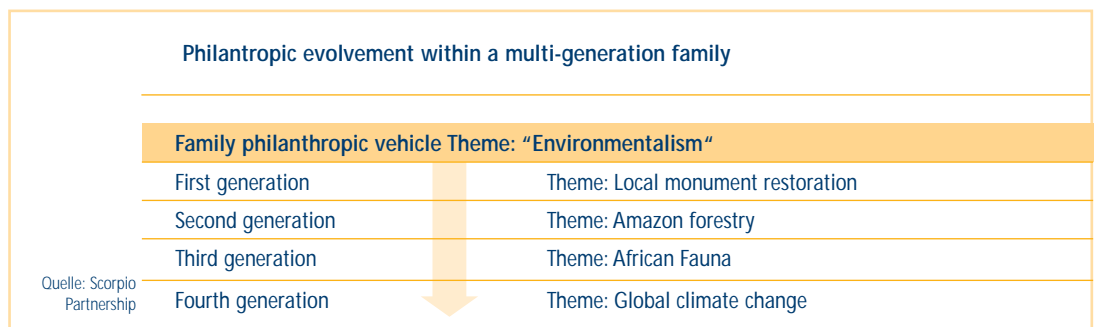 Philantropic evolvement within a multi-generation family
Family philanthropic vehicle Theme: “Environmentalism“
First generation Theme: Local monument restoration
Second generation Theme: Amazon forestry
Third generation Theme: African Fauna
Fourth generation Theme: Global climate change
Quelle: Scorpio
Partnership